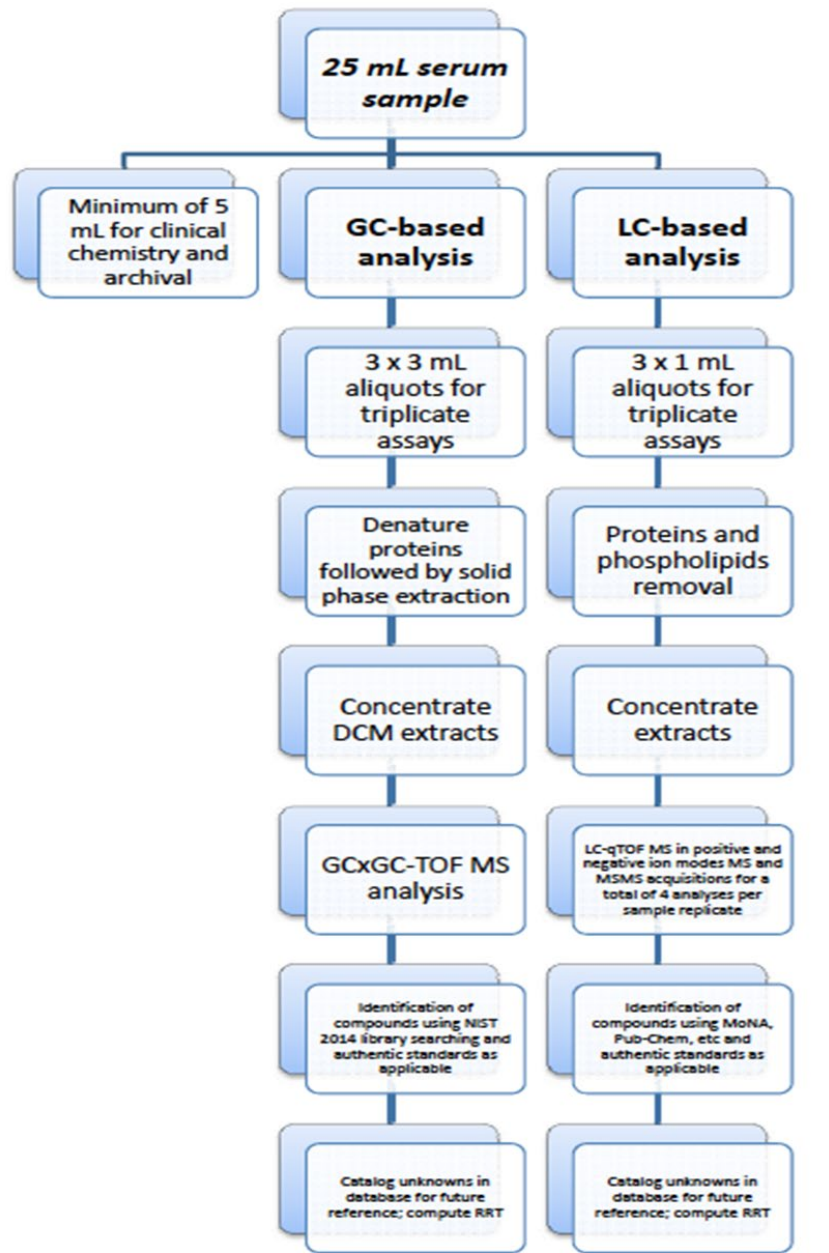 25 mL serum
sample
Minimum of 5
mL for clinical
chemistry and
archival
GC-based
analysis
LC-based
analysis
3 x 3 mL
aliquots for
triplicate
assays
3 x 1 mL
aliquots for
triplicate
assays
Denature
proteins
followed by solid
phase extraction
Proteins and
phospholipids
removal
Concentrate
DCM extracts
Concentrate
extracts
GCxGC-TOF MS
analysis
LC-qTOF MS in positive and
negative ion modes MS and
MSMS acquisitions for a
total of 4 analyses per
sample replicate
Identification of
compounds using NIST
2014 library searching and
authentic standards as
applicable
Identification of
compounds using MoNA,
Pub-Chem, etc and
authentic standards as
applicable
Catalog unknowns in
database for future
reference; compute RRT
Catalog unknowns in
database for future
reference; compute RRT